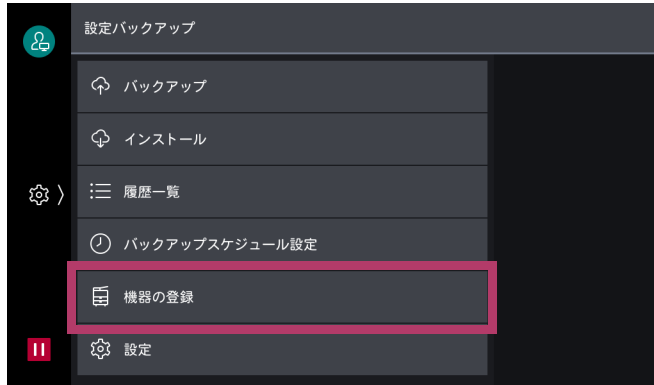 設定バックアップ
バックアップ
インストール
履歴一覧
バックアップスケジュール設定
機器の登録
設定